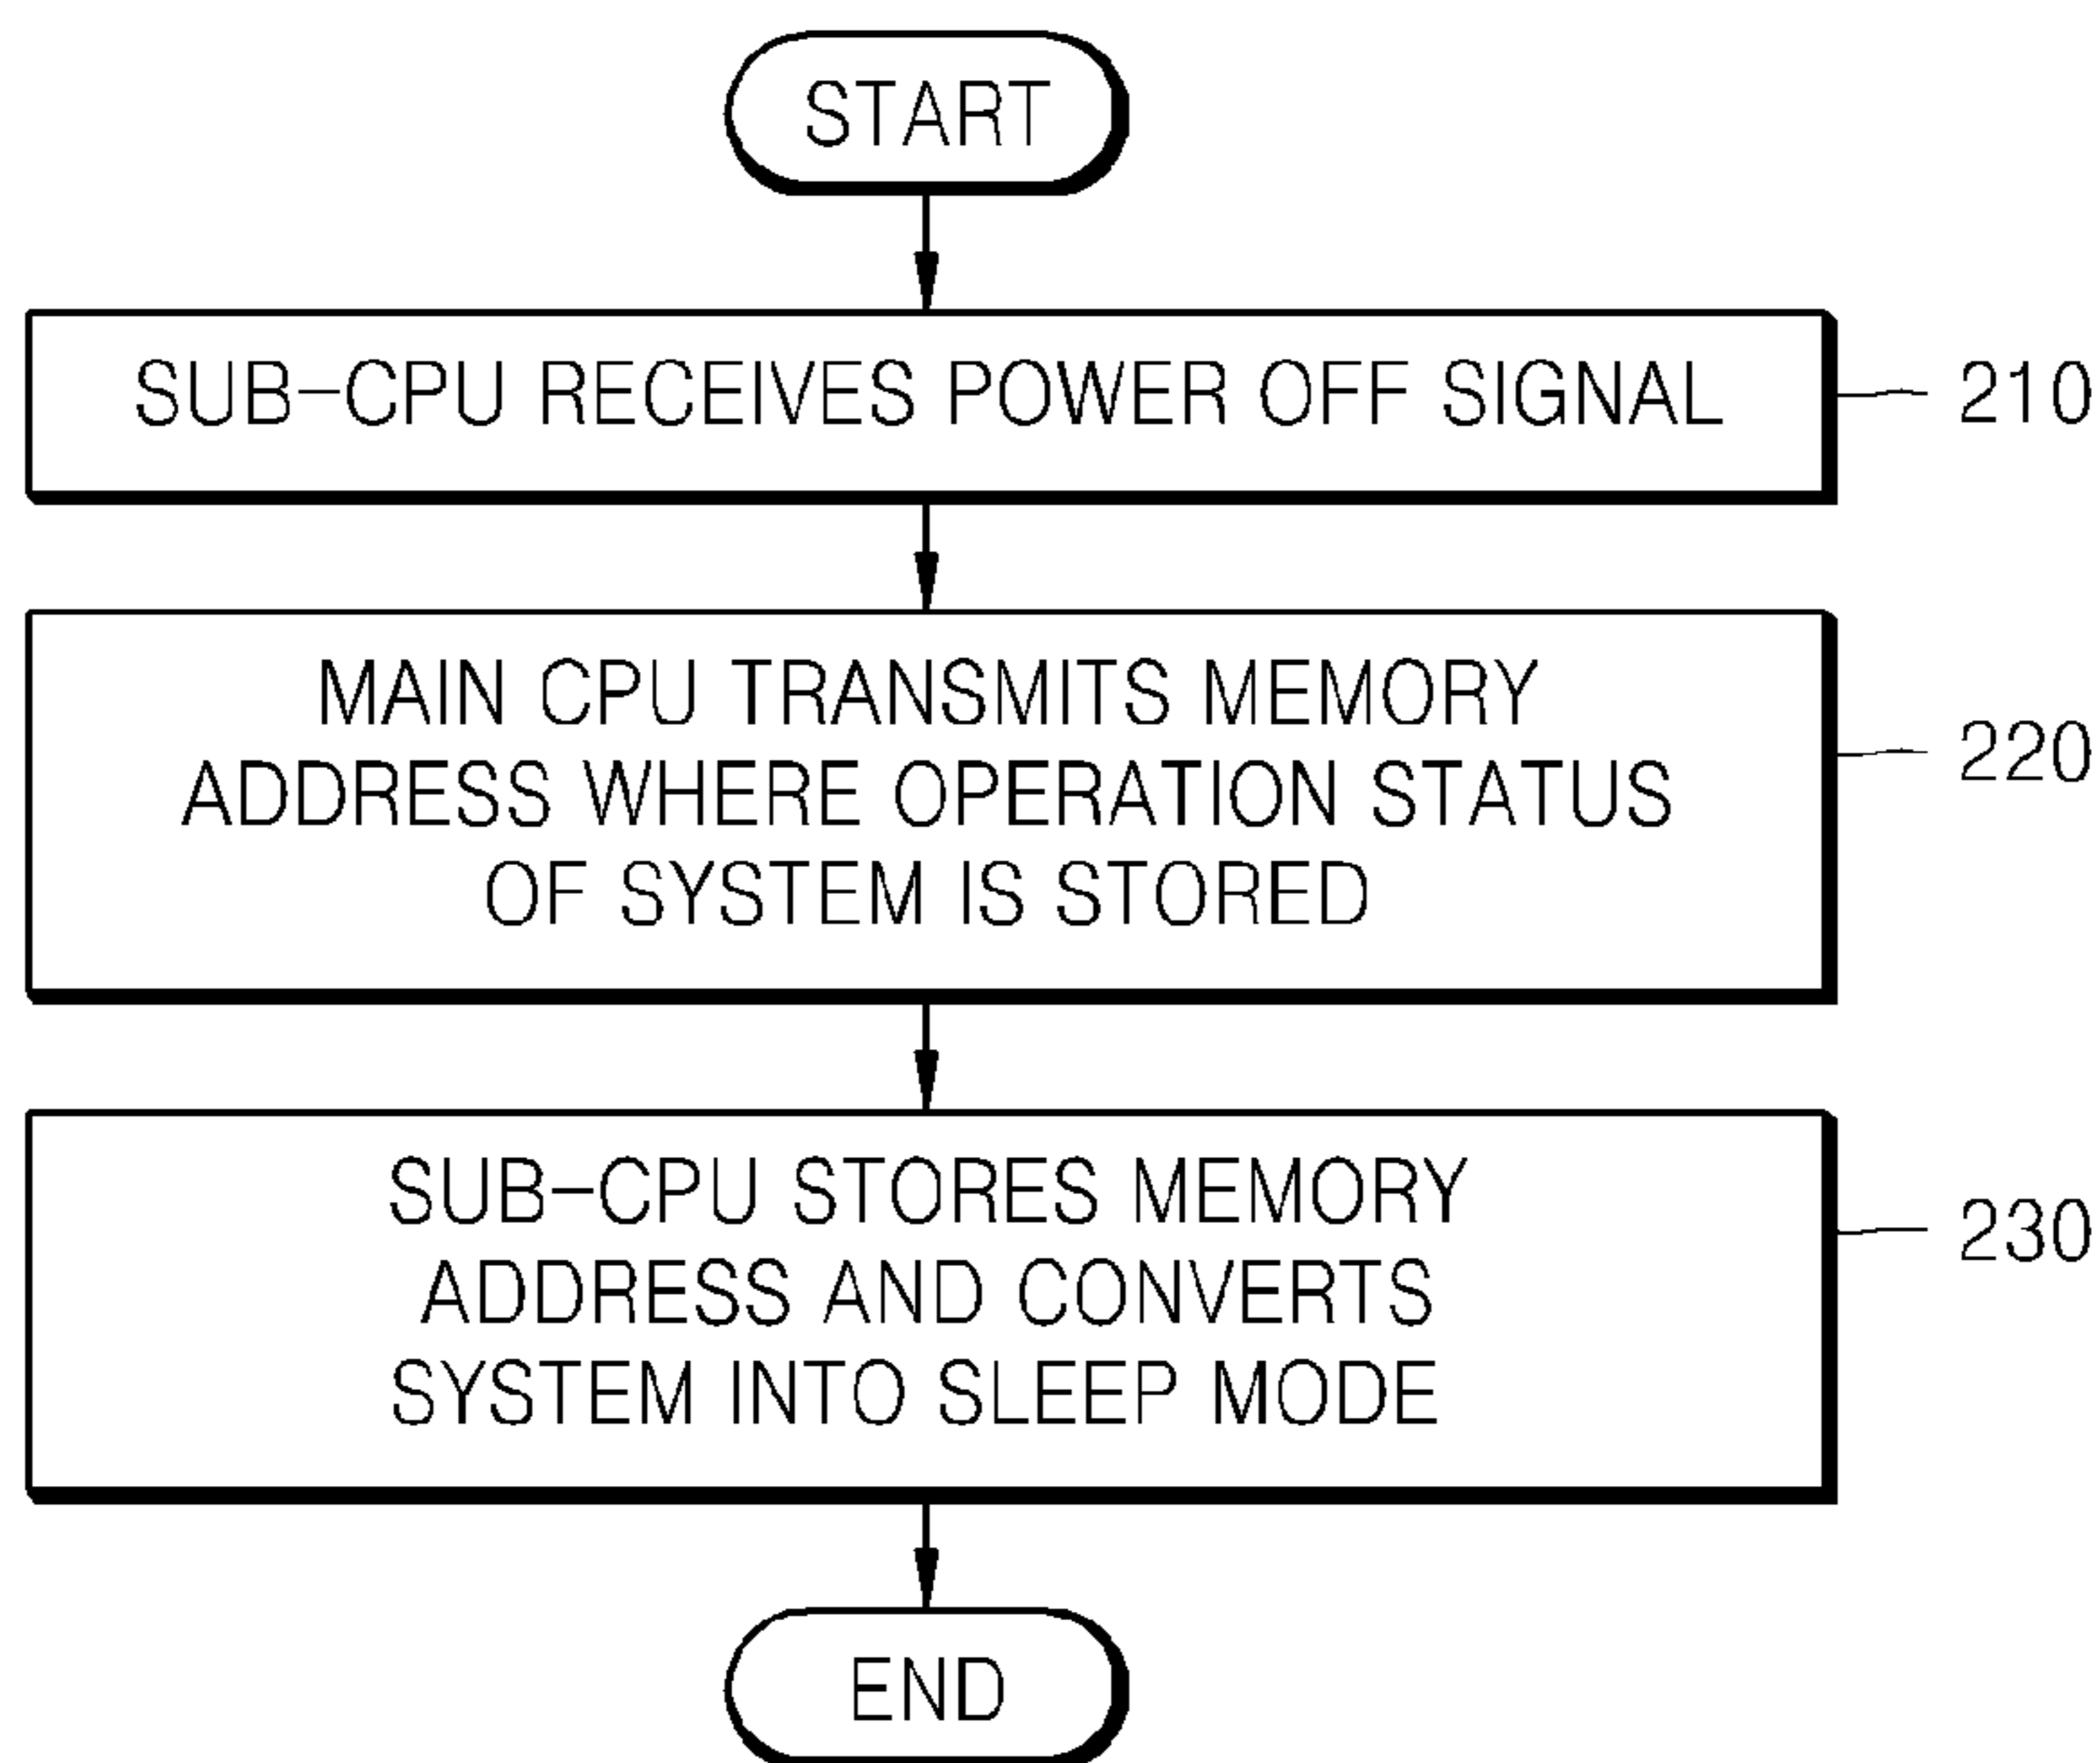 START
SUB-CPU RECEIVES POWER OFF SIGNAL
210
MAIN CPU TRANSMITS MEMORY
ADDRESS WHERE OPERATION STATUS
OF SYSTEM IS STORED
220
SUB-CPU STORES MEMORY
ADDRESS AND CONVERTS
SYSTEM INTO SLEEP MODE
230
END